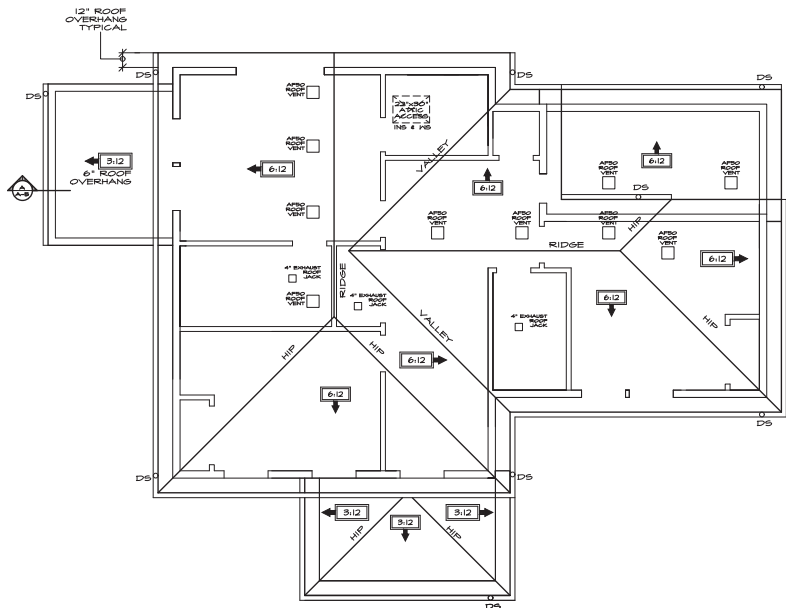 12" ROOF
OVERHANG
TYPICAL
DS
DS
DS
AF50
ROOF
VENT
22"x30"
ATTIC
ACCESS
INS & WS
DS
AF50
ROOF
VENT
VALLEY
3:12
6" ROOF
OVERHANG
6:12
6:12
6:12
AF50
ROOF
VENT
AF50
ROOF
VENT
A
A-5
DS
AF50
ROOF
VENT
AF50
ROOF
VENT
AF50
ROOF
VENT
AF50
ROOF
VENT
HIP
RIDGE
AF50
ROOF
VENT
6:12
4" EXHAUST
ROOF
JACK
RIDGE
AF50
ROOF
VENT
4" EXHAUST
ROOF
JACK
6:12
VALLEY
4" EXHAUST
ROOF
JACK
HIP
HIP
HIP
6:12
6:12
DS
DS
DS
3:12
3:12
3:12
HIP
HIP
DS